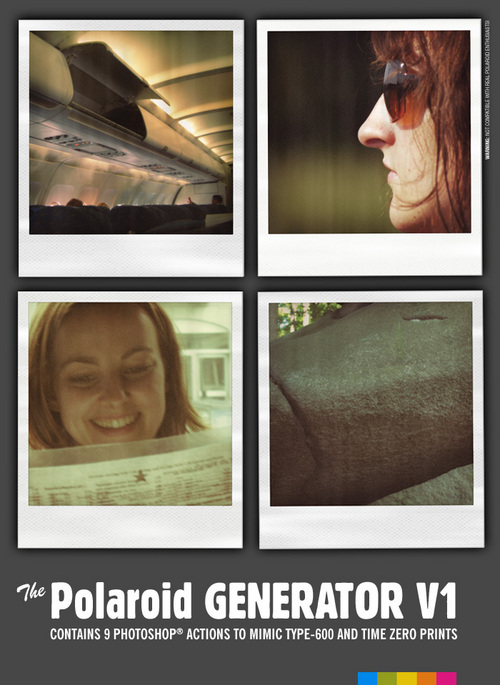 WARNING: NOT COMPATIBLE WITH REAL POLAROID ENTHUSIASTS!
The Polaroid GENERATOR V1
CONTAINS 9 PHOTOSHOP® ACTIONS TO MIMIC TYPE-600 AND TIME ZERO PRINTS